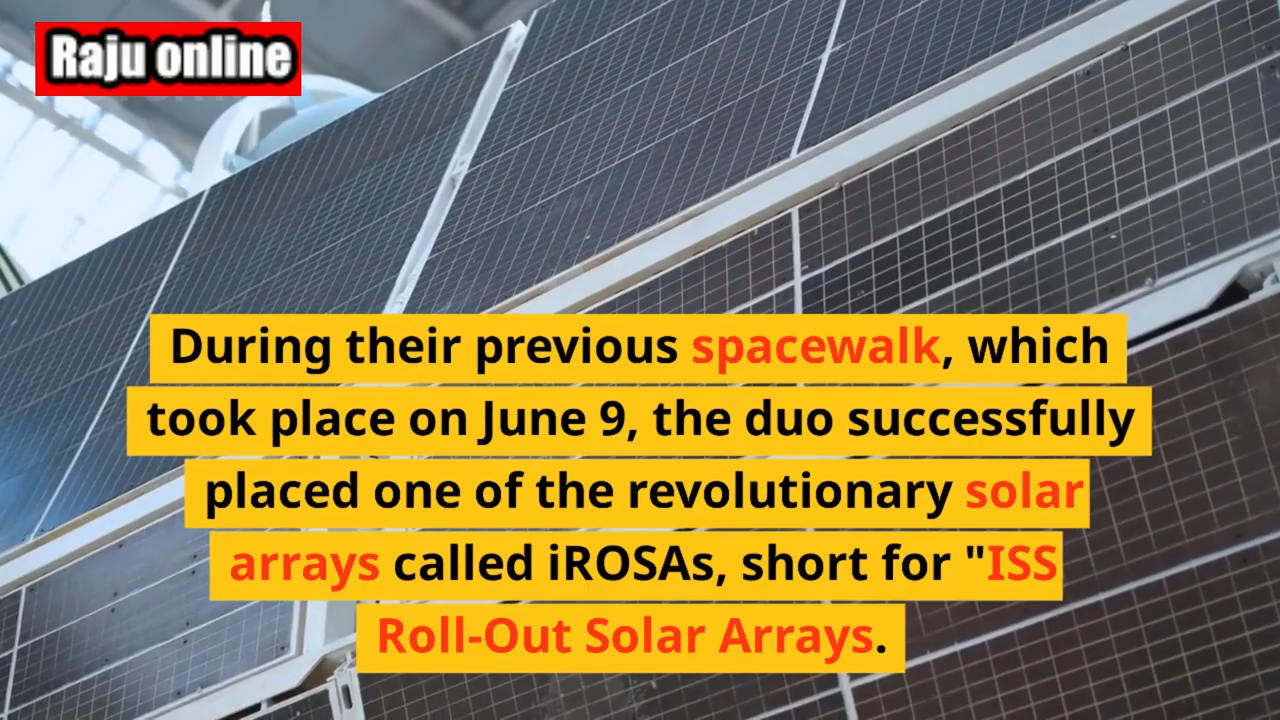 Raju online
During their previous spacewalk, which
took place on June 9, the duo successfully
placed one of the revolutionary solar
arrays called iROSAs, short for "ISS
Roll-Out Solar Arrays.